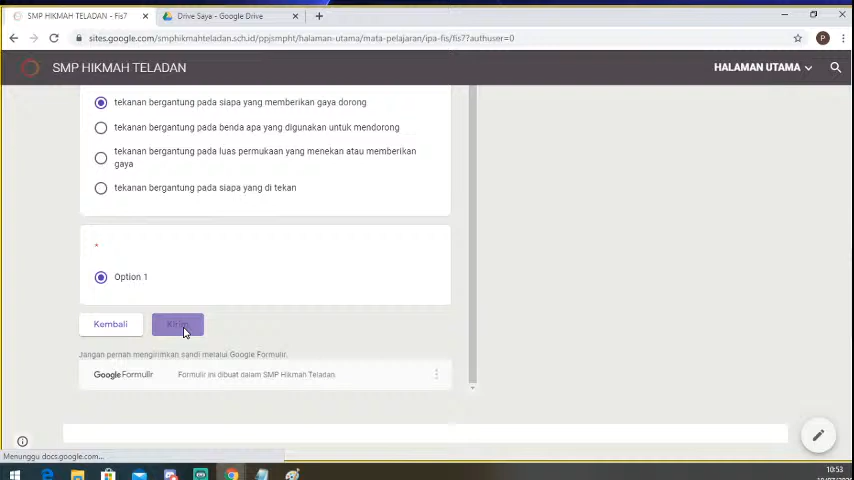 SMP HIKMAH TELADAN - Fis7
Drive Saya - Google Drive
sites.google.com/smphikmahteladan.sch.id/ppjsmpht/halaman-utama/mata-pelajaran/ipa-fis/fis7?authuser=0
P
SMP HIKMAH TELADAN
HALAMAN UTAMA
tekanan bergantung pada siapa yang memberikan gaya dorong
tekanan bergantung pada benda apa yang digunakan untuk mendorong
tekanan bergantung pada luas permukaan yang menekan atau memberikan
gaya
tekanan bergantung pada siapa yang di tekan
*
Option 1
Kembali
Kirim
Jangan pernah mengirimkan sandi melalui Google Formulir.
Google Formulir
Formulir ini dibuat dalam SMP Hikmah Teladan.
Menunggu docs.google.com...
10:53